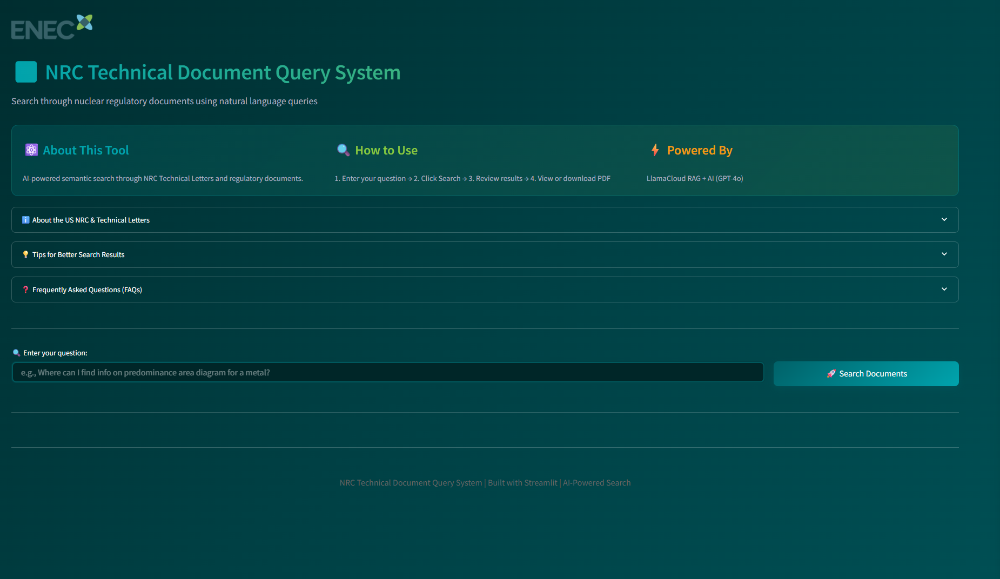 ENEC
NRC Technical Document Query System
Search through nuclear regulatory documents using natural language queries
About This Tool
AI-powered semantic search through NRC Technical Letters and regulatory documents.
How to Use
1. Enter your question → 2. Click Search → 3. Review results → 4. View or download PDF
Powered By
LlamaCloud RAG + AI (GPT-4o)
About the US NRC & Technical Letters
Tips for Better Search Results
Frequently Asked Questions (FAQs)
Enter your question:
e.g., Where can I find info on predominance area diagram for a metal?
Search Documents
NRC Technical Document Query System | Built with Streamlit | AI-Powered Search